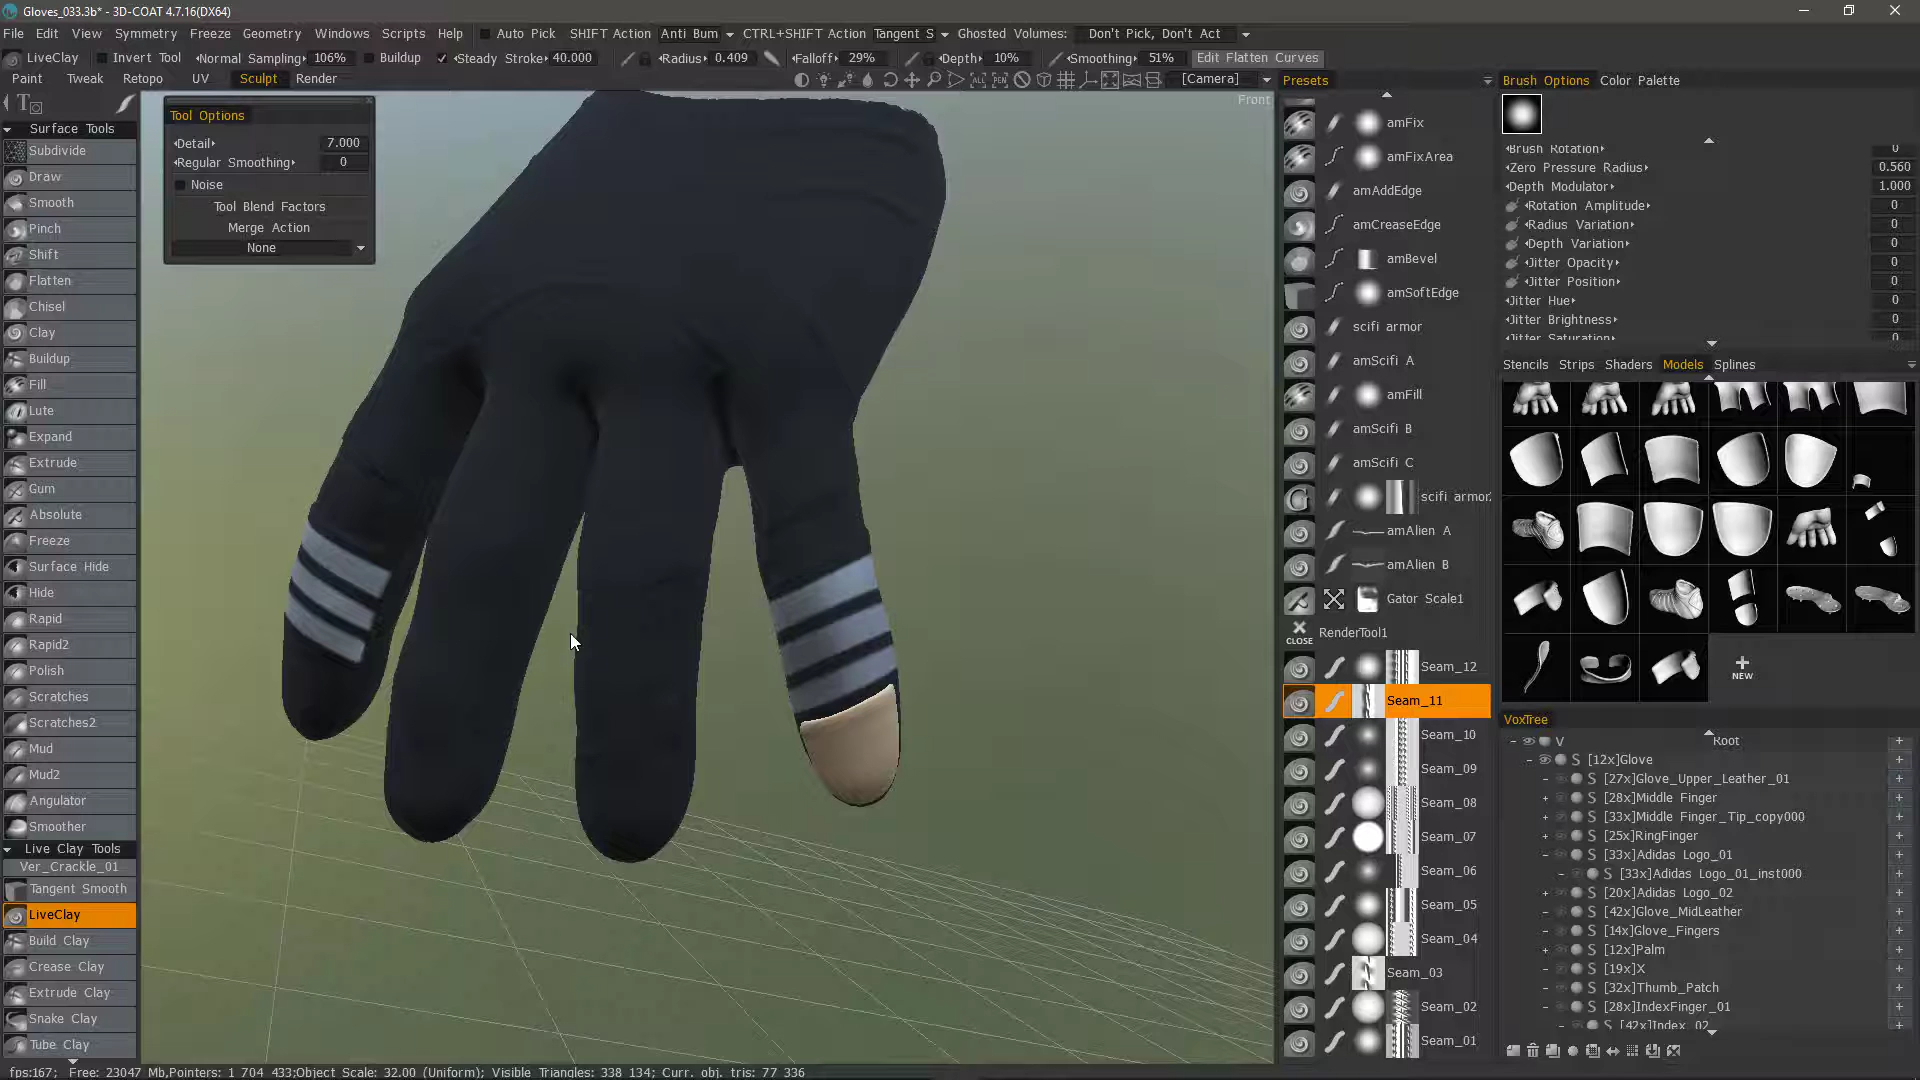 Gloves_033.3b* - 3D-COAT 4.7.16(DX64)
File Edit View Symmetry Freeze Geometry Windows Scripts Help Auto Pick SHIFT Action Anti Bum CTRL+SHIFT Action Tangent S Ghosted Volumes: Don't Pick, Don't Act
LiveClay Invert Tool Normal Sampling 106% Buildup Steady Stroke 40.000 Radius 0.409 Falloff 29% Depth 10% Smoothing 51% Edit Flatten Curves
Paint Tweak Retopo UV Sculpt Render [Camera]
Presets
Brush Options Color Palette
Front
Tool Options
Detail 7.000
Regular Smoothing 0
Noise
Tool Blend Factors
Merge Action
None
Surface Tools
Subdivide
Draw
Smooth
Pinch
Shift
Flatten
Chisel
Clay
Buildup
Fill
Lute
Expand
Extrude
Gum
Absolute
Freeze
Surface Hide
Hide
Rapid
Rapid2
Polish
Scratches
Scratches2
Mud
Mud2
Angulator
Smoother
Live Clay Tools
Ver_Crackle_01
Tangent Smooth
LiveClay
Build Clay
Crease Clay
Extrude Clay
Snake Clay
Tube Clay
amFix
amFixArea
amAddEdge
amCreaseEdge
amBevel
amSoftEdge
scifi armor
amScifi A
amFill
amScifi B
amScifi C
scifi armor.
amAlien A
amAlien B
Gator Scale1
CLOSE RenderTool1
Seam_12
Seam_11
Seam_10
Seam_09
Seam_08
Seam_07
Seam_06
Seam_05
Seam_04
Seam_03
Seam_02
Seam_01
Brush Rotation 0
Zero Pressure Radius 0.560
Depth Modulator 1.000
Rotation Amplitude 0
Radius Variation 0
Depth Variation 0
Jitter Opacity 0
Jitter Position 0
Jitter Hue 0
Jitter Brightness 0
Jitter Saturation 0
Stencils Strips Shaders Models Splines
NEW
VoxTree
V Root
S [12x]Glove
S [27x]Glove_Upper_Leather_01
S [28x]Middle Finger
S [33x]Middle Finger_Tip_copy000
S [25x]RingFinger
S [33x]Adidas Logo_01
S [33x]Adidas Logo_01_inst000
S [20x]Adidas Logo_02
S [42x]Glove_MidLeather
S [14x]Glove_Fingers
S [12x]Palm
S [19x]X
S [32x]Thumb_Patch
S [28x]IndexFinger_01
S [42x]Index_02
fps:167; Free: 23047 Mb,Pointers: 1 704 433;Object Scale: 32.00 (Uniform); Visible Triangles: 338 134; Curr. obj. tris: 77 336